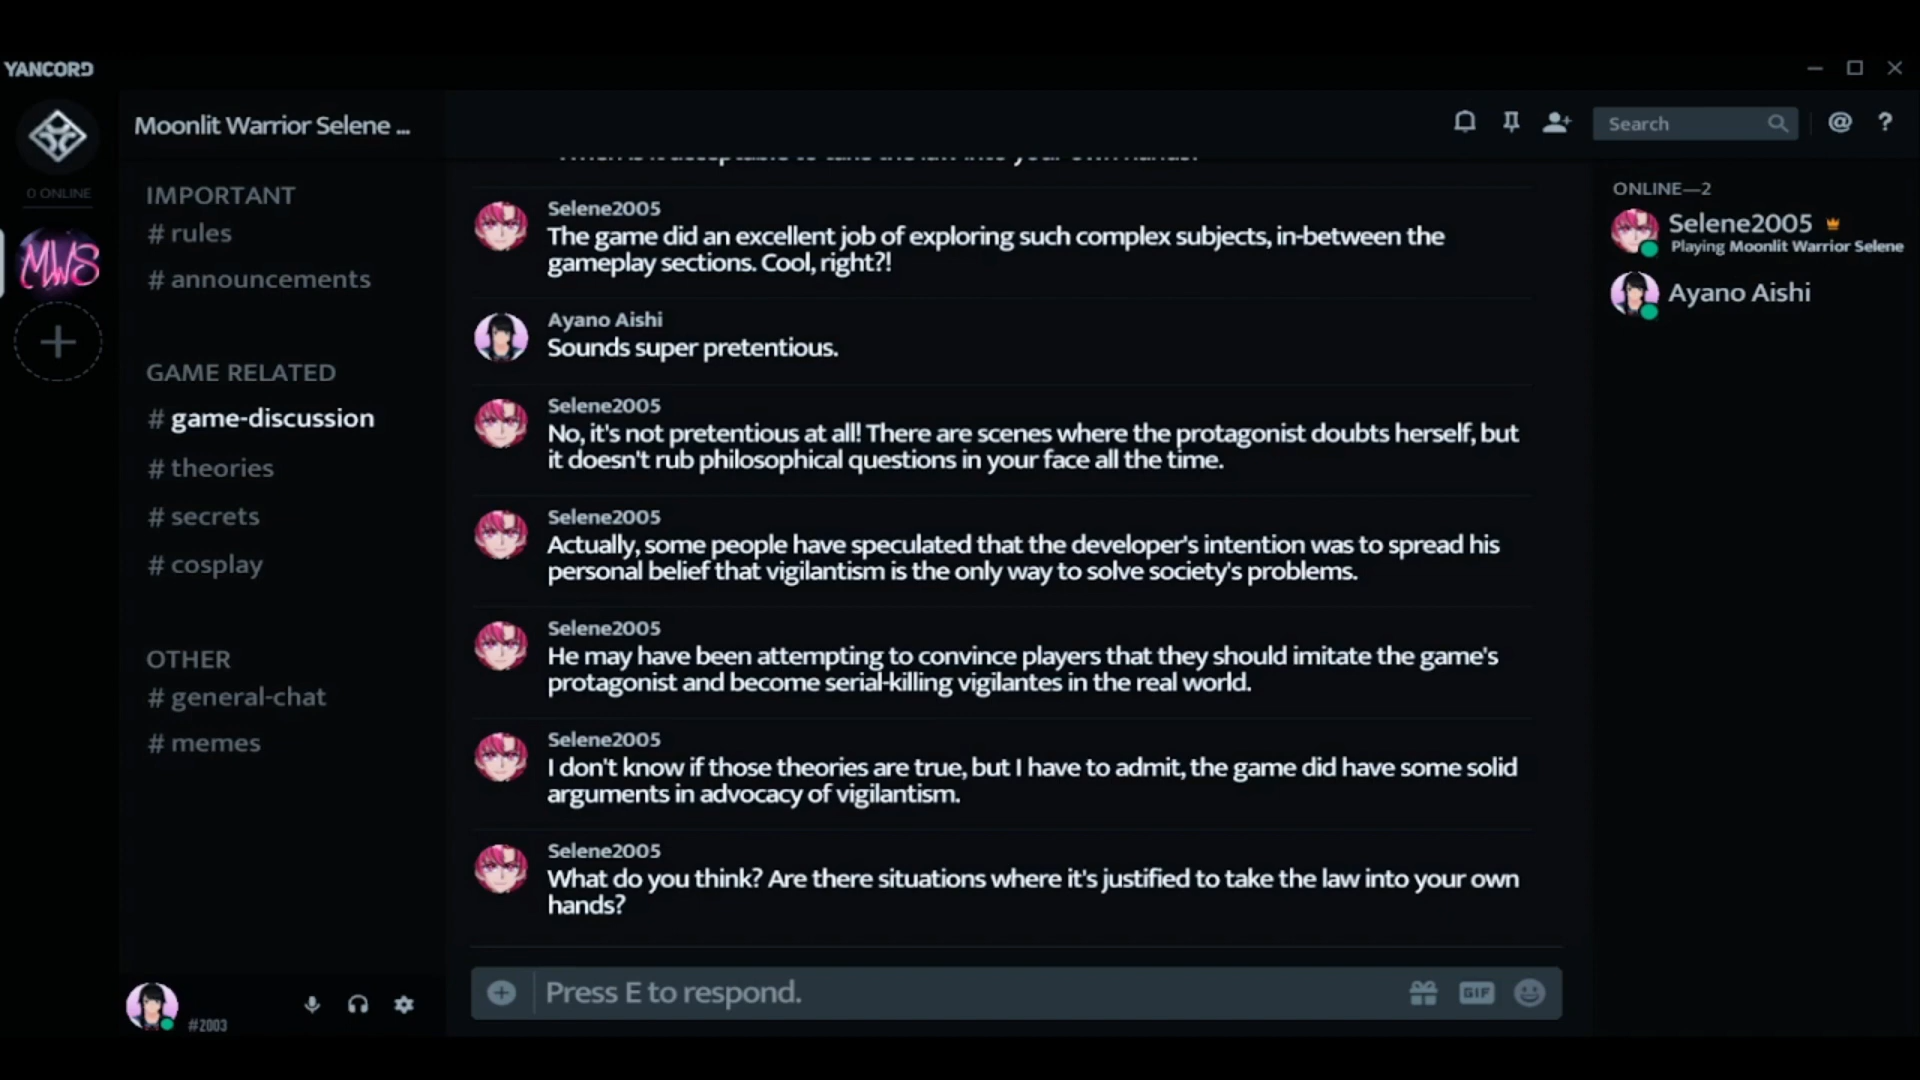 YANCORD
Moonlit Warrior Selene ...
Search
@
?
0 ONLINE
MWS
IMPORTANT
# rules
# announcements
GAME RELATED
# game-discussion
# theories
# secrets
# cosplay
OTHER
# general-chat
# memes
#2003
Selene2005
The game did an excellent job of exploring such complex subjects, in-between the
gameplay sections. Cool, right?!
Ayano Aishi
Sounds super pretentious.
Selene2005
No, it's not pretentious at all! There are scenes where the protagonist doubts herself, but
it doesn't rub philosophical questions in your face all the time.
Selene2005
Actually, some people have speculated that the developer's intention was to spread his
personal belief that vigilantism is the only way to solve society's problems.
Selene2005
He may have been attempting to convince players that they should imitate the game's
protagonist and become serial-killing vigilantes in the real world.
Selene2005
I don't know if those theories are true, but I have to admit, the game did have some solid
arguments in advocacy of vigilantism.
Selene2005
What do you think? Are there situations where it's justified to take the law into your own
hands?
Press E to respond.
GIF
ONLINE—2
Selene2005
Playing Moonlit Warrior Selene
Ayano Aishi